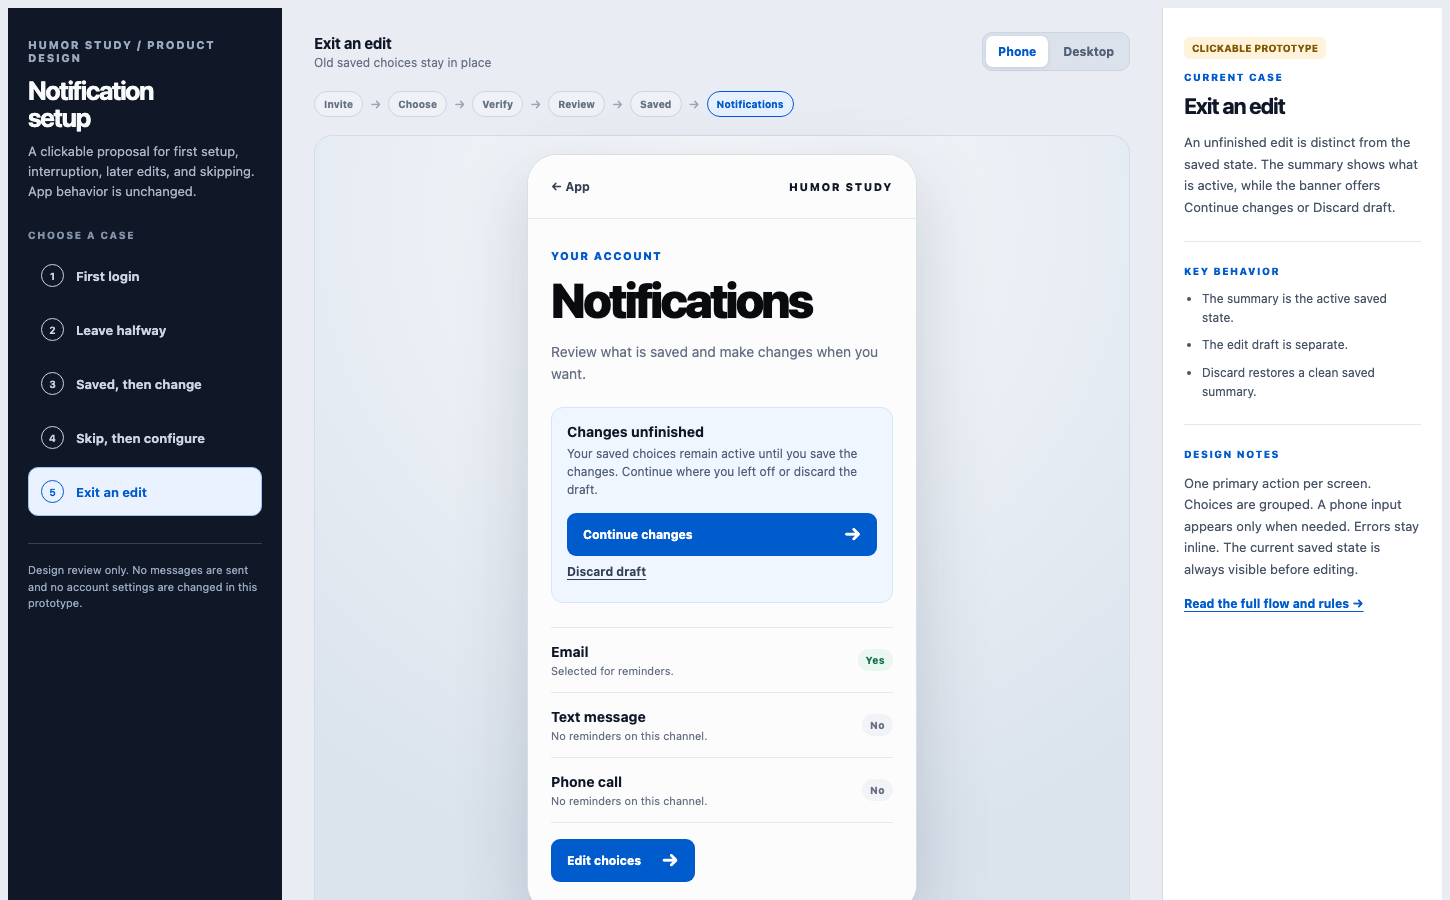 HUMOR STUDY / PRODUCT
DESIGN
Notification
setup
A clickable proposal for first setup,
interruption, later edits, and skipping.
App behavior is unchanged.
CHOOSE A CASE
1 First login
2 Leave halfway
3 Saved, then change
4 Skip, then configure
5 Exit an edit
Design review only. No messages are sent
and no account settings are changed in this
prototype.
Exit an edit
Old saved choices stay in place
Phone Desktop
Invite → Choose → Verify → Review → Saved → Notifications
← App HUMOR STUDY
YOUR ACCOUNT
Notifications
Review what is saved and make changes when you
want.
Changes unfinished
Your saved choices remain active until you save the
changes. Continue where you left off or discard the
draft.
Continue changes →
Discard draft
Email
Selected for reminders.
Yes
Text message
No reminders on this channel.
No
Phone call
No reminders on this channel.
No
Edit choices →
CLICKABLE PROTOTYPE
CURRENT CASE
Exit an edit
An unfinished edit is distinct from the
saved state. The summary shows what
is active, while the banner offers
Continue changes or Discard draft.
KEY BEHAVIOR
• The summary is the active saved
state.
• The edit draft is separate.
• Discard restores a clean saved
summary.
DESIGN NOTES
One primary action per screen.
Choices are grouped. A phone input
appears only when needed. Errors stay
inline. The current saved state is
always visible before editing.
Read the full flow and rules →